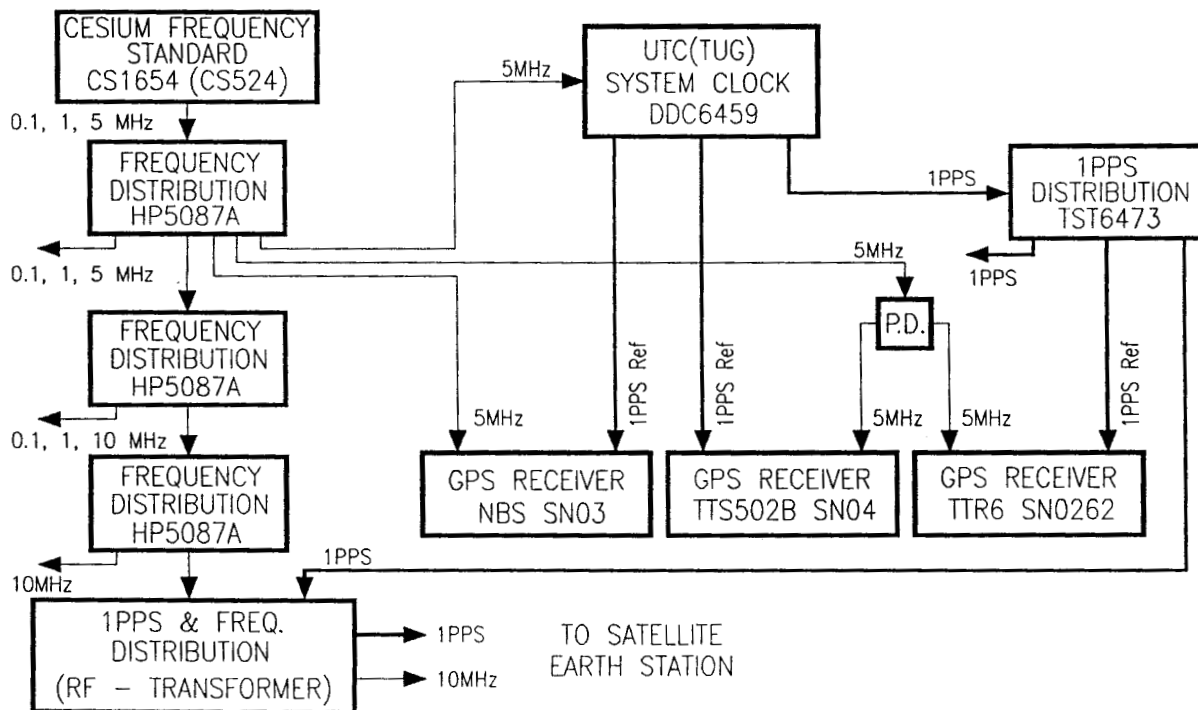 CESIUM FREQUENCY
STANDARD
CS1654 (CS524)
0.1, 1, 5 MHz
FREQUENCY
DISTRIBUTION
HP5087A
0.1, 1, 5 MHz
FREQUENCY
DISTRIBUTION
HP5087A
0.1, 1, 10 MHz
FREQUENCY
DISTRIBUTION
HP5087A
10MHz
1PPS & FREQ.
DISTRIBUTION
(RF - TRANSFORMER)
1PPS
1PPS
10MHz
TO SATELLITE
EARTH STATION
5MHz
UTC(TUG)
SYSTEM CLOCK
DDC6459
1PPS
1PPS
DISTRIBUTION
TST6473
1PPS
5MHz
P.D.
5MHz
1PPS Ref
1PPS Ref
5MHz
5MHz
1PPS Ref
GPS RECEIVER
NBS SN03
GPS RECEIVER
TTS502B SN04
GPS RECEIVER
TTR6 SN0262